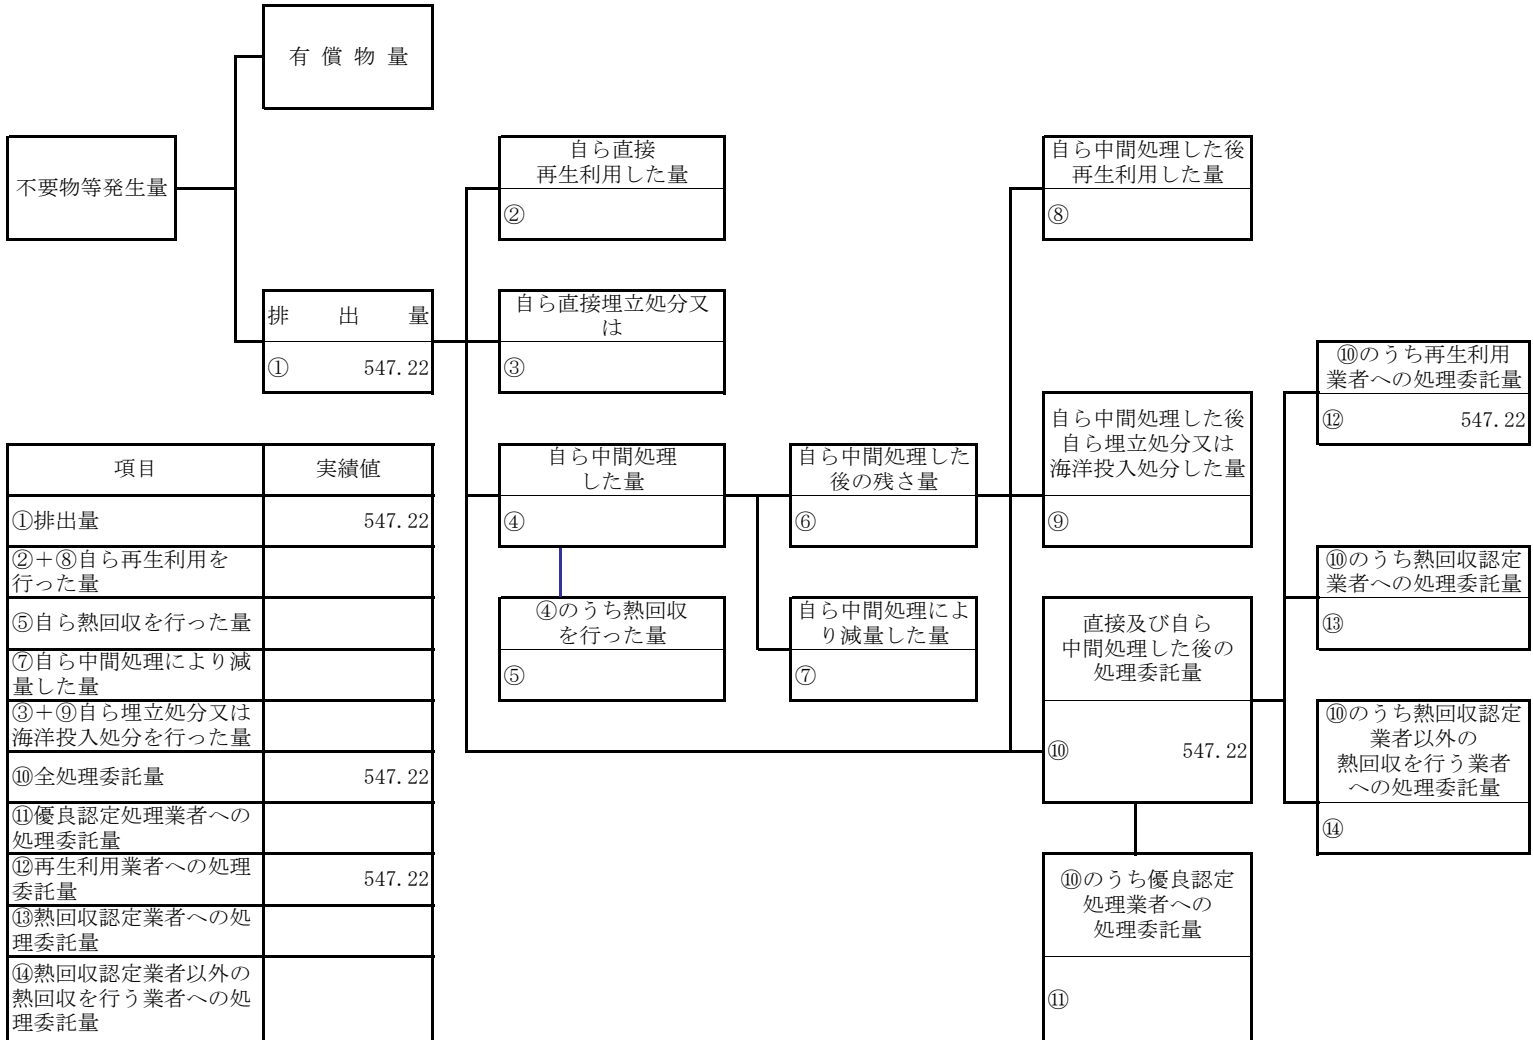 有償物量
不要物等発生量
自ら直接
再生利用した量
②
自ら中間処理した後
再生利用した量
⑧
排出量
① 547.22
自ら直接埋立処分又
は
③
⑩のうち再生利用
業者への処理委託量
⑫ 547.22
自ら中間処理
した量
④
自ら中間処理した
後の残さ量
⑥
自ら中間処理した後
自ら埋立処分又は
海洋投入処分した量
⑨
⑩のうち熱回収認定
業者への処理委託量
⑬
④のうち熱回収
を行った量
⑤
自ら中間処理によ
り減量した量
⑦
直接及び自ら
中間処理した後の
処理委託量
⑩ 547.22
⑩のうち熱回収認定
業者以外の
熱回収を行う業者
への処理委託量
⑭
⑩のうち優良認定
処理業者への
処理委託量
⑪
項目 実績値
①排出量 547.22
②+⑧自ら再生利用を
行った量
⑤自ら熱回収を行った量
⑦自ら中間処理により減
量した量
③+⑨自ら埋立処分又は
海洋投入処分を行った量
⑩全処理委託量 547.22
⑪優良認定処理業者への
処理委託量
⑫再生利用業者への処理
委託量 547.22
⑬熱回収認定業者への処
理委託量
⑭熱回収認定業者以外の
熱回収を行う業者への処
理委託量